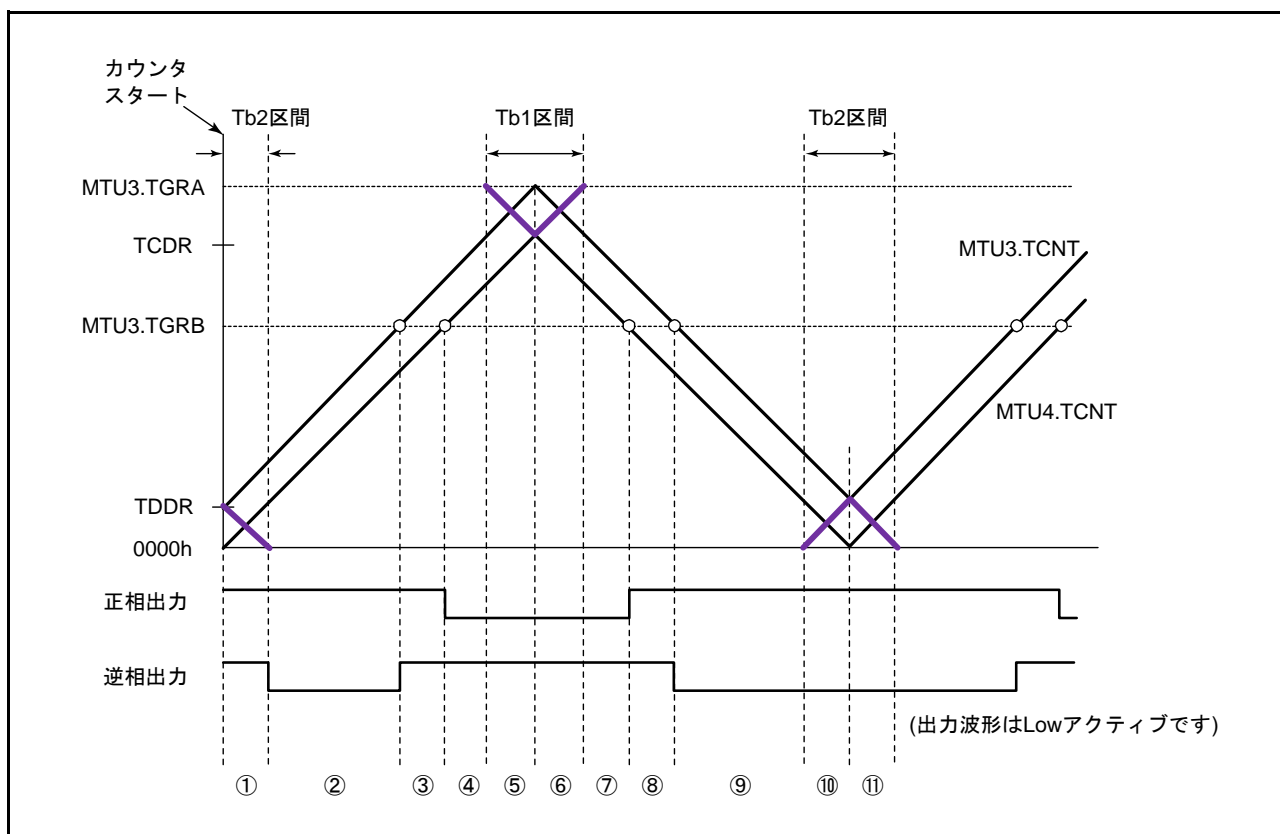 カウンタ
スタート
Tb2区間
Tb1区間
Tb2区間
MTU3.TGRA
TCDR
MTU3.TCNT
MTU3.TGRB
MTU4.TCNT
TDDR
0000h
正相出力
逆相出力
(出力波形はLowアクティブです)
① ② ③ ④ ⑤ ⑥ ⑦ ⑧ ⑨ ⑩ ⑪